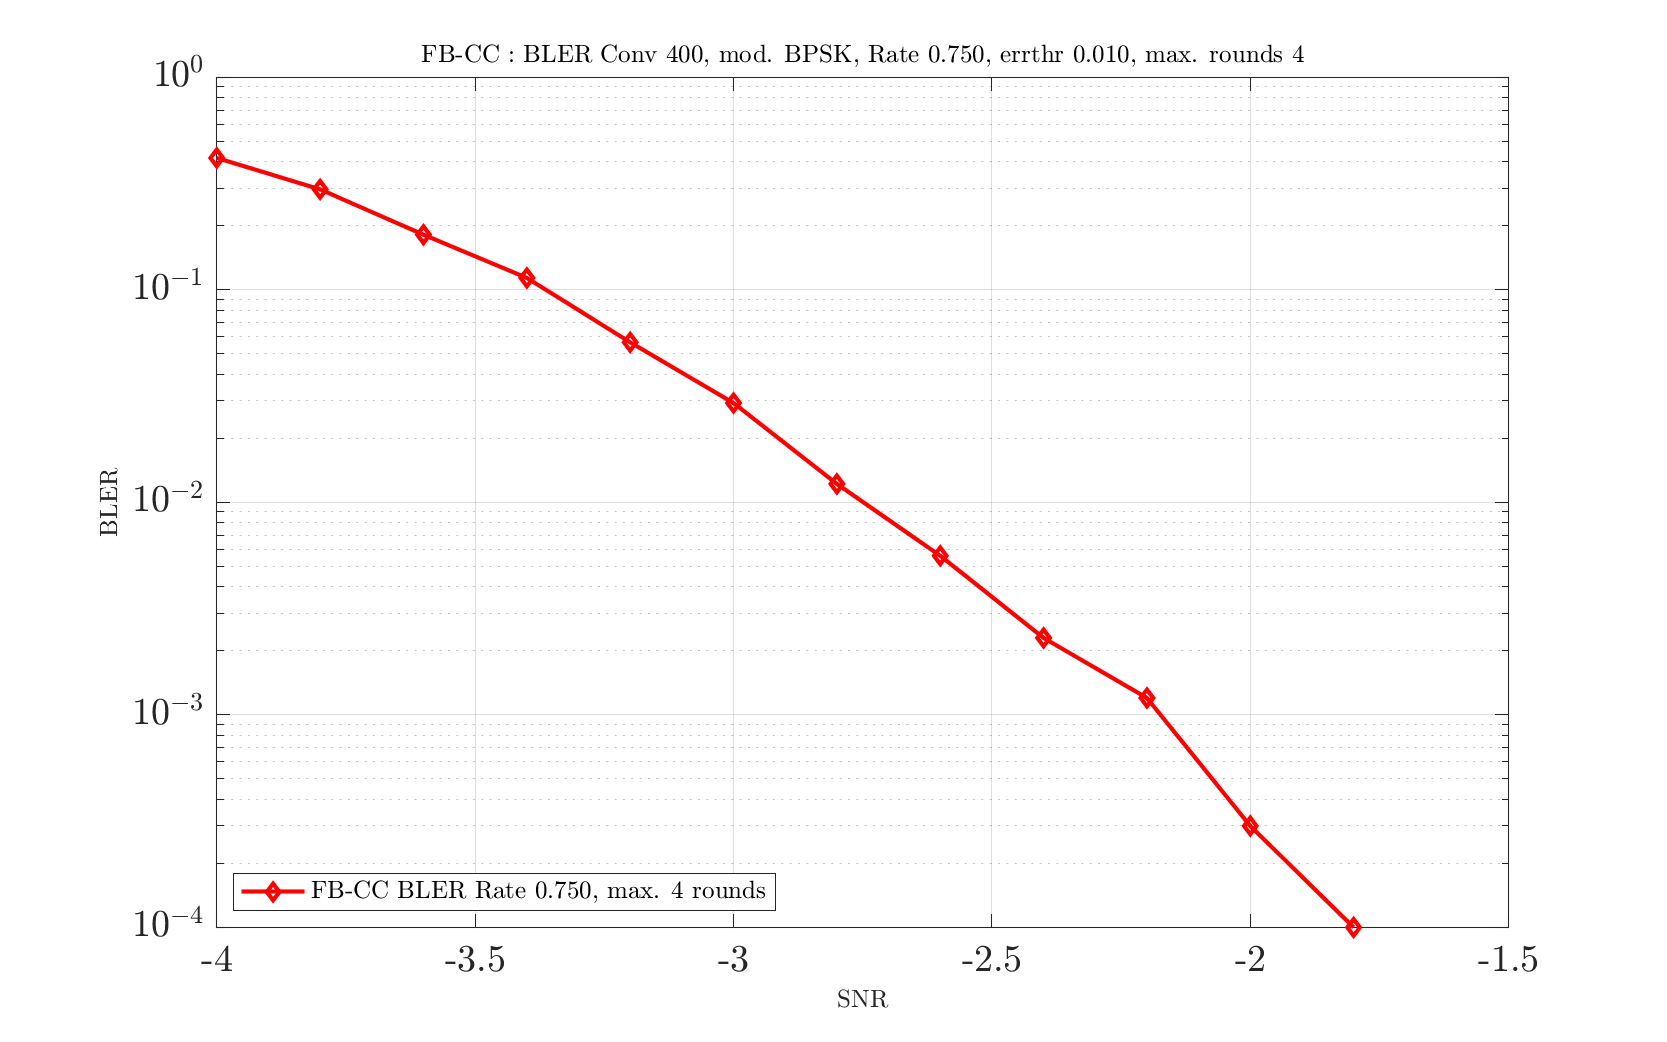 FB-CC : BLER Conv 400, mod. BPSK, Rate 0.750, errthr 0.010, max. rounds 4
10^0
10^-1
10^-2
10^-3
10^-4
BLER
FB-CC BLER Rate 0.750, max. 4 rounds
-4 -3.5 -3 -2.5 -2 -1.5
SNR